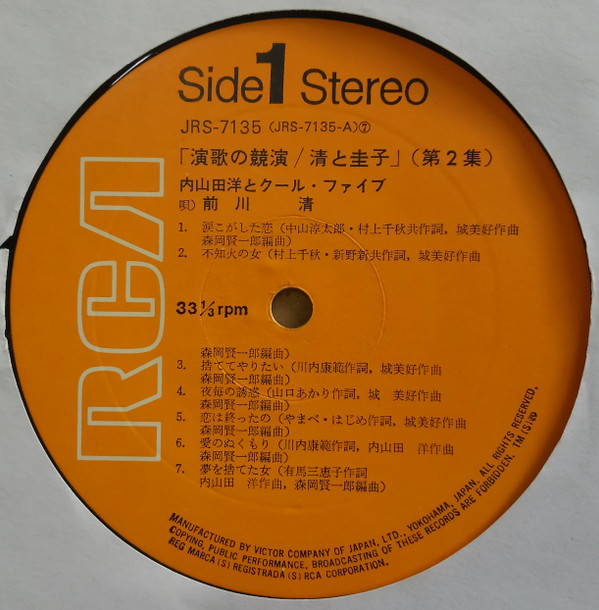 RCA
Side 1 Stereo
JRS-7135 (JRS-7135-A)⑦
「演歌の競演/清と圭子」(第2集)
内山田洋とクール・ファイブ
唄)前川 清
1. 涙こがした恋(中山淳太郎・村上千秋共作詞,城美好作曲
森岡賢一郎編曲)
2. 不知火の女(村上千秋・新野新共作詞,城美好作曲
33⅓rpm
森岡賢一郎編曲)
3. 捨ててやりたい(川内康範作詞,城美好作曲
森岡賢一郎編曲)
4. 夜毎の誘惑(山口あかり作詞,城 美好作曲
森岡賢一郎編曲)
5. 恋は終ったの(やまべ・はじめ作詞,城美好作曲
森岡賢一郎編曲)
6. 愛のぬくもり(川内康範作詞,内山田 洋作曲
森岡賢一郎編曲)
7. 夢を捨てた女(有馬三恵子作詞
内山田 洋作曲,森岡賢一郎編曲)
MANUFACTURED BY VICTOR COMPANY OF JAPAN, LTD., YOKOHAMA, JAPAN. ALL RIGHTS RESERVED.
COPYING, PUBLIC PERFORMANCE, BROADCASTING OF THESE RECORDS ARE FORBIDDEN. TM(S)®
REG MARCA(S) REGISTRADA(S) RCA CORPORATION.